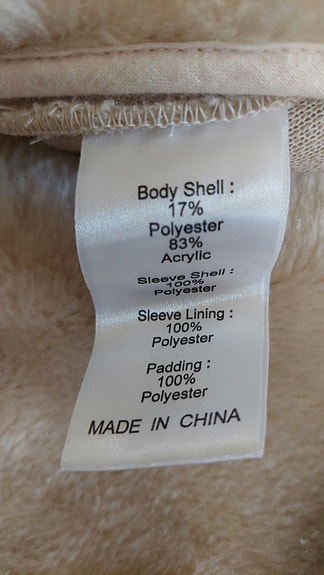 Body Shell :
17%
Polyester
83%
Acrylic
Sleeve Shell :
100%
Polyester
Sleeve Lining :
100%
Polyester
Padding :
100%
Polyester
MADE IN CHINA